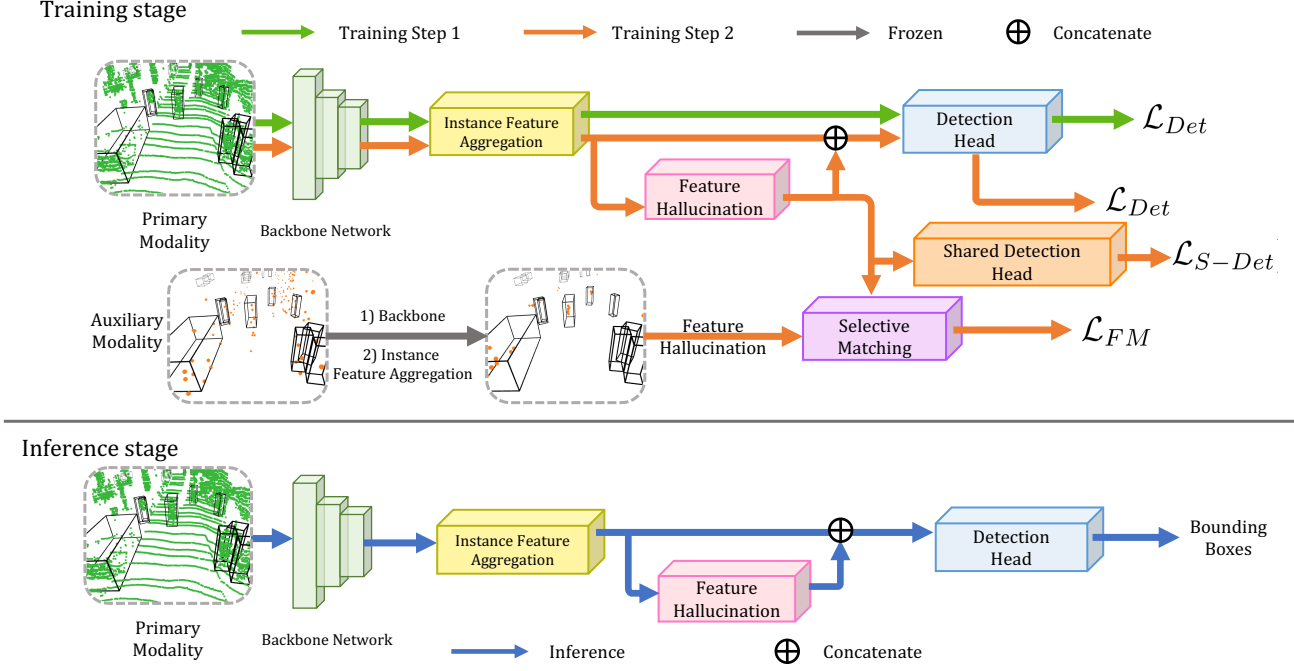 Training stage
Training Step 1
Training Step 2
Frozen
Concatenate
Primary
Modality
Backbone Network
Instance Feature
Aggregation
Feature
Hallucination
Detection
Head
ℒ_Det
ℒ_Det
Shared Detection
Head
ℒ_S−Det
Auxiliary
Modality
1) Backbone
2) Instance
Feature Aggregation
Feature
Hallucination
Selective
Matching
ℒ_FM
Inference stage
Primary
Modality
Backbone Network
Instance Feature
Aggregation
Feature
Hallucination
Detection
Head
Bounding
Boxes
Inference
Concatenate